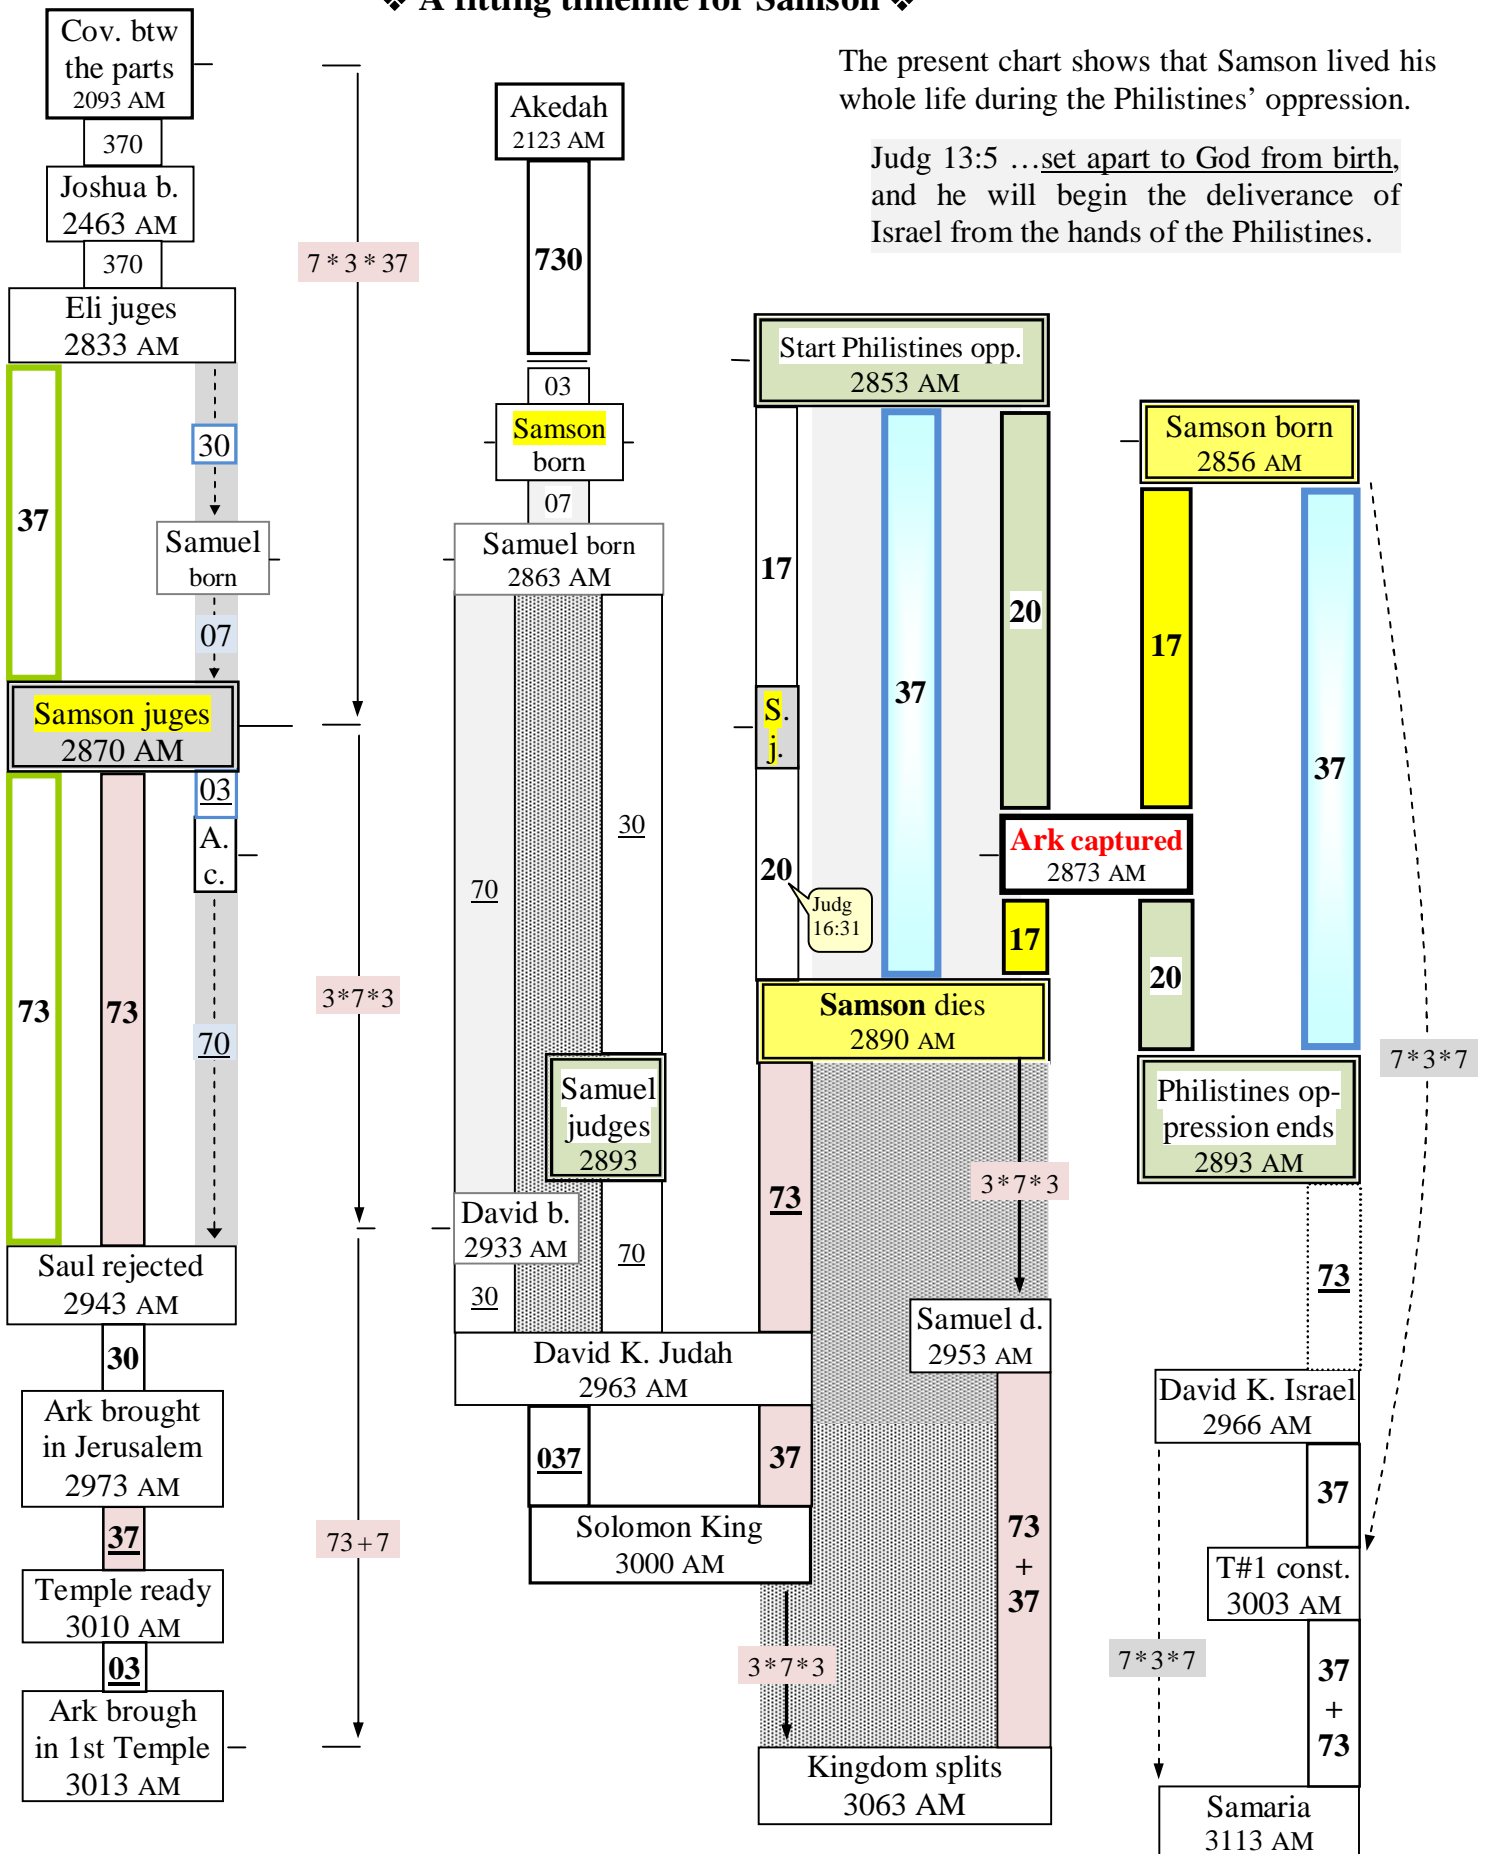 ❖ A fitting timeline for Samson ❖
The present chart shows that Samson lived his
whole life during the Philistines’ oppression.
Judg 13:5 …set apart to God from birth,
and he will begin the deliverance of
Israel from the hands of the Philistines.
Cov. btw
the parts
2093 AM
370
Joshua b.
2463 AM
370
Eli juges
2833 AM
37
30
Samuel
born
07
Samson juges
2870 AM
03
A.
c.
73
73
70
Saul rejected
2943 AM
30
Ark brought
in Jerusalem
2973 AM
37
Temple ready
3010 AM
03
Ark brough
in 1st Temple
3013 AM
7*3*37
3*7*3
73+7
Akedah
2123 AM
730
03
Samson
born
07
Samuel born
2863 AM
70
30
Samuel
judges
2893
David b.
2933 AM
30
70
David K. Judah
2963 AM
037
37
Solomon King
3000 AM
3*7*3
Start Philistines opp.
2853 AM
17
37
20
S.
j.
20
Judg
16:31
Ark captured
2873 AM
17
Samson dies
2890 AM
73
3*7*3
Samuel d.
2953 AM
73
+
37
Kingdom splits
3063 AM
Samson born
2856 AM
17
37
20
7*3*7
Philistines op-
pression ends
2893 AM
73
David K. Israel
2966 AM
37
T#1 const.
3003 AM
7*3*7
37
+
73
Samaria
3113 AM